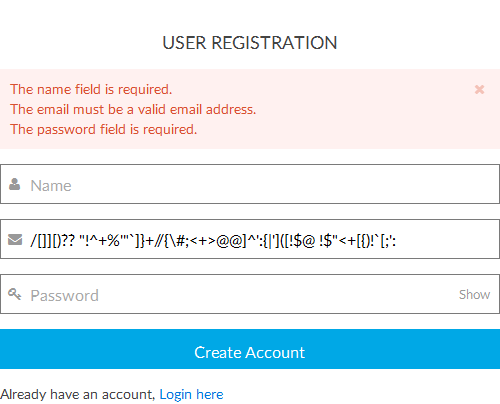 USER REGISTRATION
The name field is required.
The email must be a valid email address.
The password field is required.
Name
/[]][)?? "!^+%'"`]}+//{\#;<+>@@]^':{|']([!$@ !$"<+[{)!`[;':
Password
Show
Create Account
Already have an account, Login here